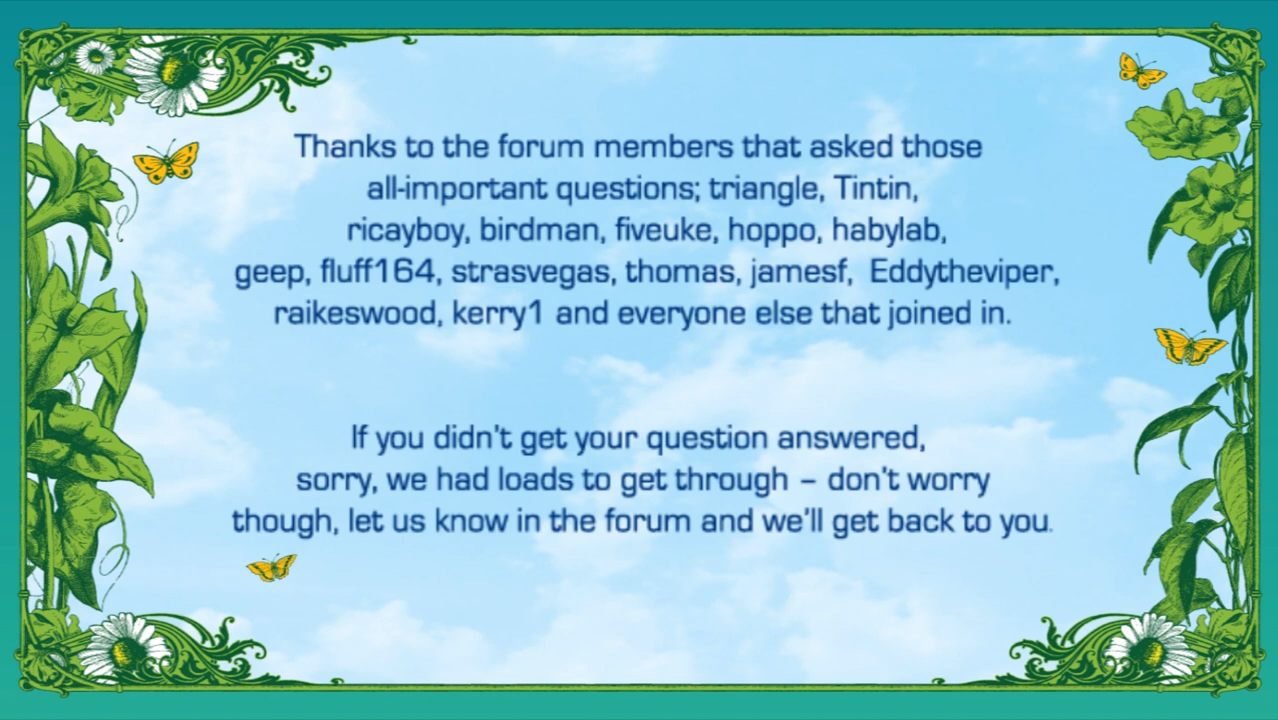 Thanks to the forum members that asked those
all-important questions; triangle, Tintin,
ricayboy, birdman, fiveuke, hoppo, habylab,
geep, fluff164, strasvegas, thomas, jamesf, Eddytheviper,
raikeswood, kerry1 and everyone else that joined in.
If you didn't get your question answered,
sorry, we had loads to get through – don't worry
though, let us know in the forum and we'll get back to you.